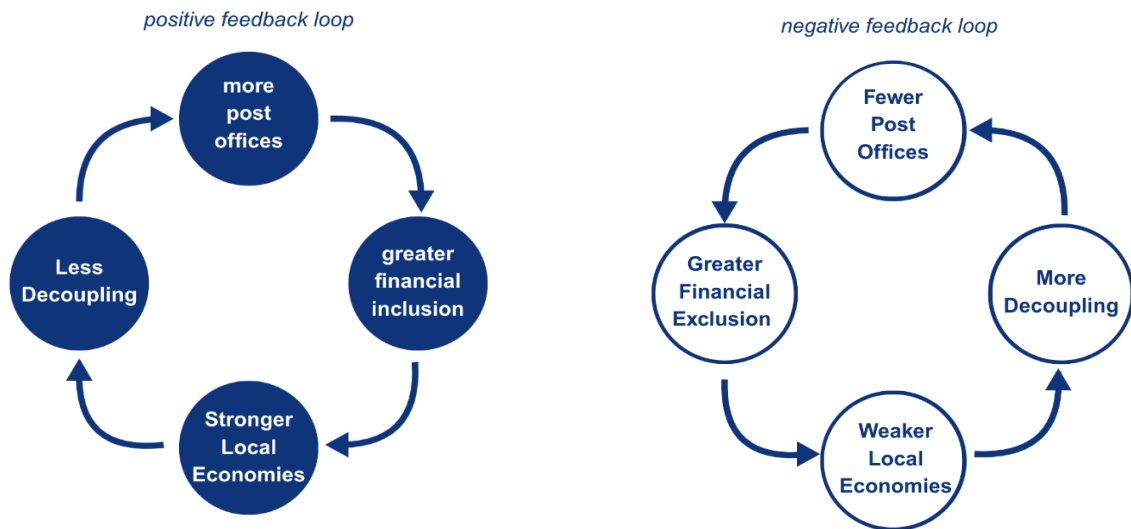 positive feedback loop
more
post
offices
greater
financial
inclusion
Stronger
Local
Economies
Less
Decoupling
negative feedback loop
Fewer
Post
Offices
Greater
Financial
Exclusion
Weaker
Local
Economies
More
Decoupling